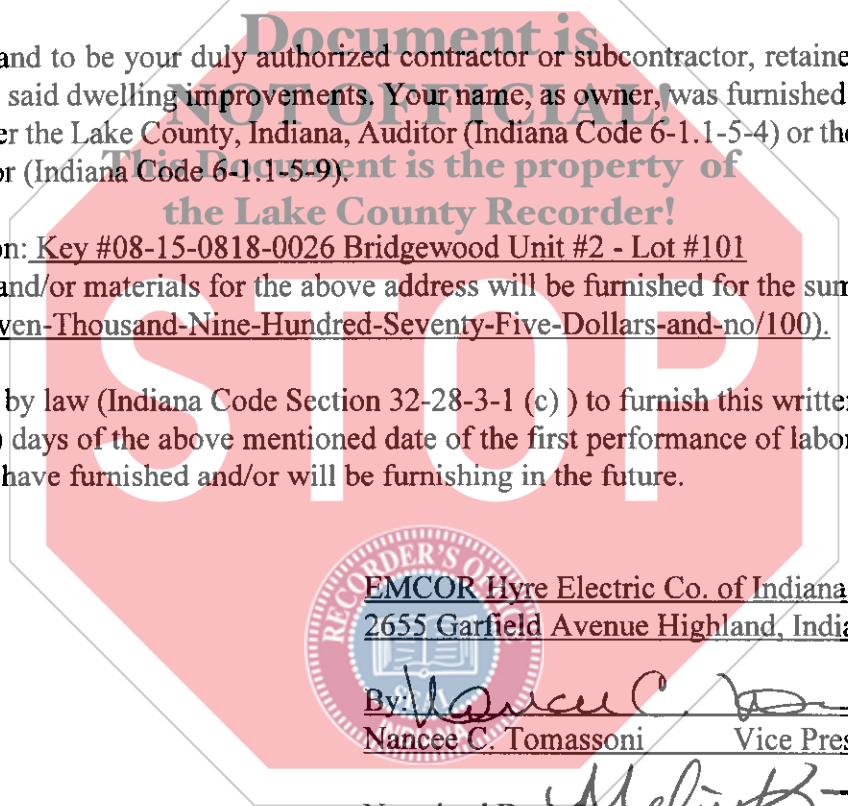 Document is
and to be your duly authorized contractor or subcontractor, retaine
said dwelling improvements. Your name, as owner, was furnished
NOT OFFICIAL!
er the Lake County, Indiana, Auditor (Indiana Code 6-1.1-5-4) or the
This Document is the property of
or (Indiana Code 6-1.1-5-9).
the Lake County Recorder!
on: Key #08-15-0818-0026 Bridgewood Unit #2 - Lot #101
and/or materials for the above address will be furnished for the sum
ven-Thousand-Nine-Hundred-Seventy-Five-Dollars-and-no/100).
STOP
by law (Indiana Code Section 32-28-3-1 (c) ) to furnish this writte
) days of the above mentioned date of the first performance of labor
have furnished and/or will be furnishing in the future.
RECORDER'S
EMCOR Hyre Electric Co. of Indiana
2655 Garfield Avenue Highland, India
SEAL
By: Nancee C.
Nancee C. Tomassoni Vice Pres
INDIANA